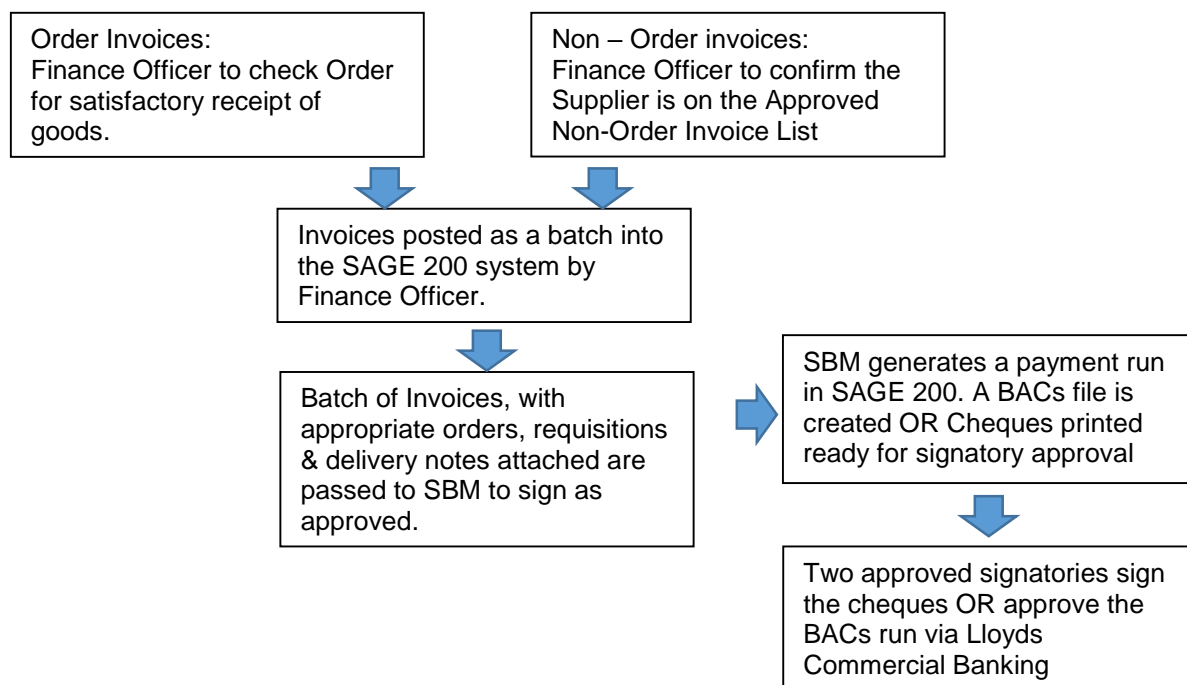 Order Invoices:
Finance Officer to check Order
for satisfactory receipt of
goods.
Non – Order invoices:
Finance Officer to confirm the
Supplier is on the Approved
Non-Order Invoice List
Invoices posted as a batch into
the SAGE 200 system by
Finance Officer.
Batch of Invoices, with
appropriate orders, requisitions
& delivery notes attached are
passed to SBM to sign as
approved.
SBM generates a payment run
in SAGE 200. A BACs file is
created OR Cheques printed
ready for signatory approval
Two approved signatories sign
the cheques OR approve the
BACs run via Lloyds
Commercial Banking